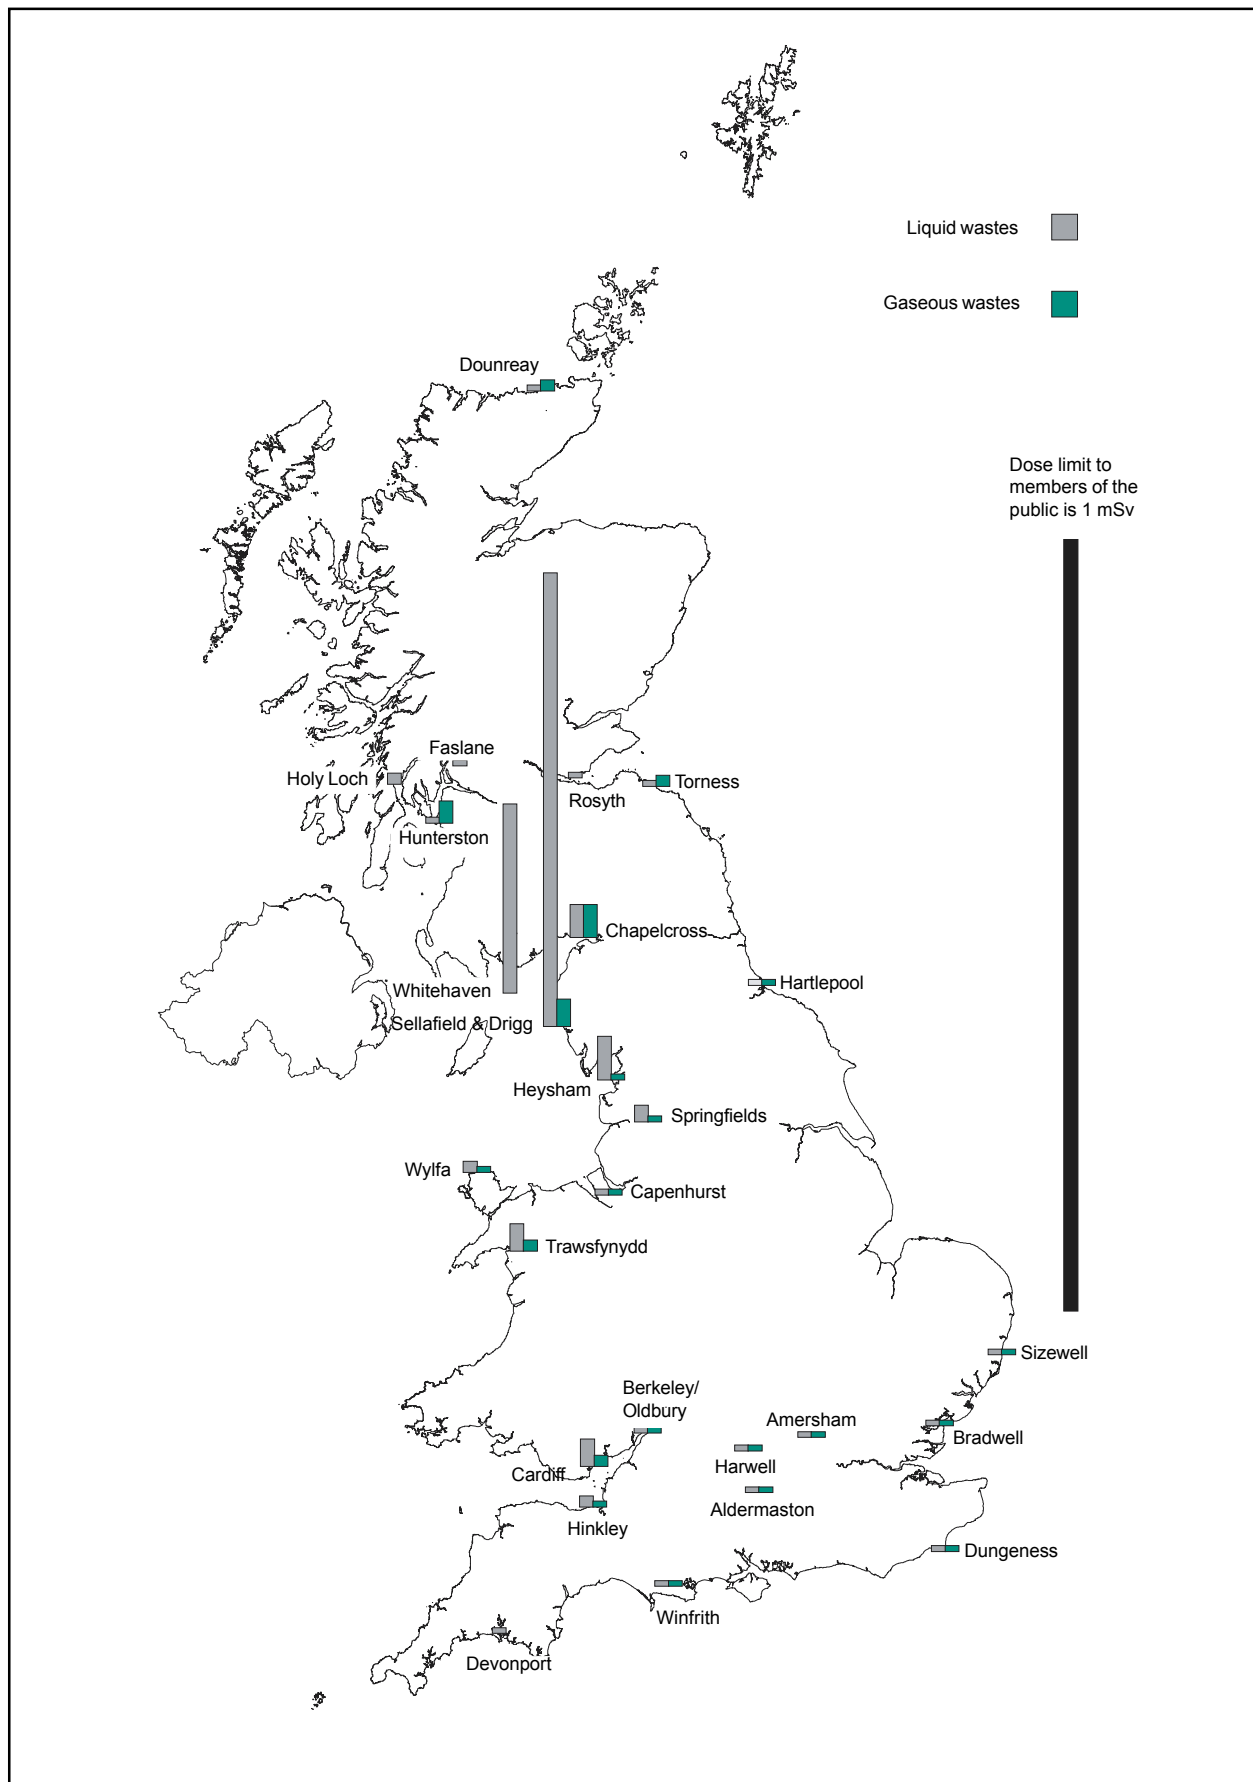 Liquid wastes
Gaseous wastes
Dounreay
Dose limit to
members of the
public is 1 mSv
Faslane
Holy Loch
Torness
Rosyth
Hunterston
Chapelcross
Whitehaven
Hartlepool
Sellafield & Drigg
Heysham
Springfields
Wylfa
Capenhurst
Trawsfynydd
Sizewell
Berkeley/
Oldbury
Amersham
Bradwell
Harwell
Cardiff
Aldermaston
Hinkley
Dungeness
Winfrith
Devonport